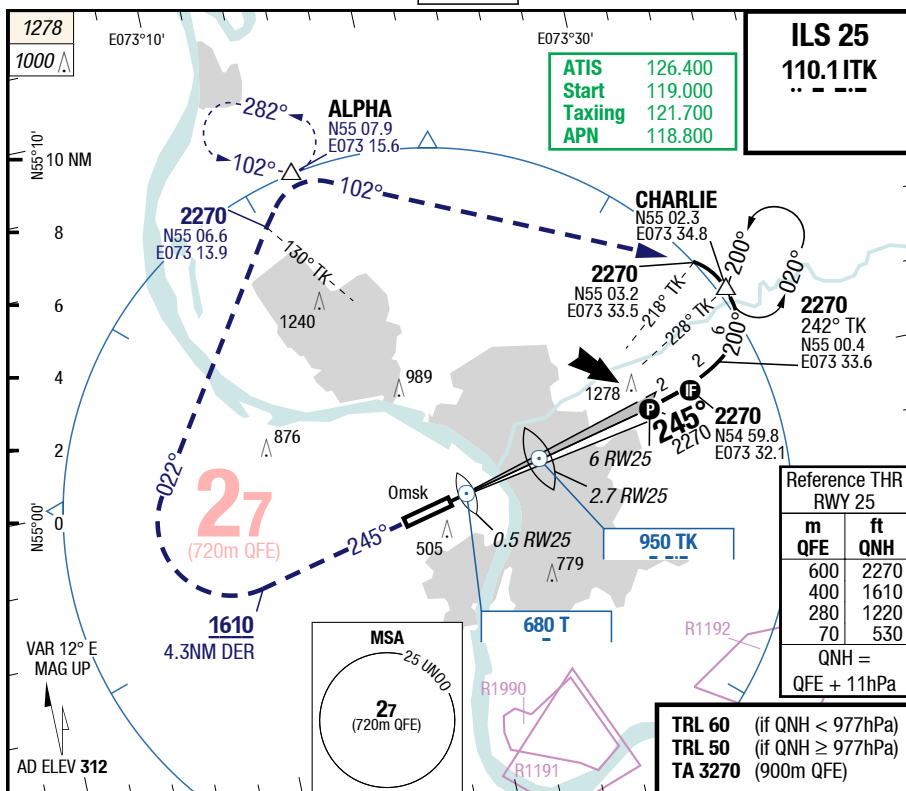 1278
1000
E073°10'
E073°30'
ILS 25
110.1 ITK
ATIS 126.400
Start 119.000
Taxiing 121.700
APN 118.800
N55°10'
10 NM
282°
102°
ALPHA
N55 07.9
E073 15.6
102°
CHARLIE
N55 02.3
E073 34.8
200°
020°
8
2270
N55 06.6
E073 13.9
130° TK
2270
N55 03.2
E073 33.5
218° TK
228° TK
6
1240
9
200°
2270
242° TK
N55 00.4
E073 33.6
4
989
1278
2
2
P
IF
245°
2270
2270
N54 59.8
E073 32.1
2
876
6 RW25
022°
27
(720m QFE)
2.7 RW25
Omsk
N55°00'
0
245°
505
0.5 RW25
950 TK
779
Reference THR
RWY 25
m ft
QFE QNH
600 2270
400 1610
280 1220
70 530
QNH =
QFE + 11hPa
1610
4.3NM DER
680 T
R1192
VAR 12° E
MAG UP
MSA
25 UNOO
27
(720m QFE)
R1990
R1191
AD ELEV 312
TRL 60 (if QNH < 977hPa)
TRL 50 (if QNH ≥ 977hPa)
TA 3270 (900m QFE)